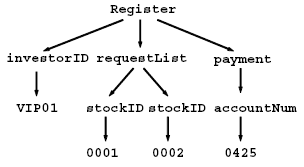 Register
investorID requestList payment
VIP01 stockID stockID accountNum
0001 0002 0425